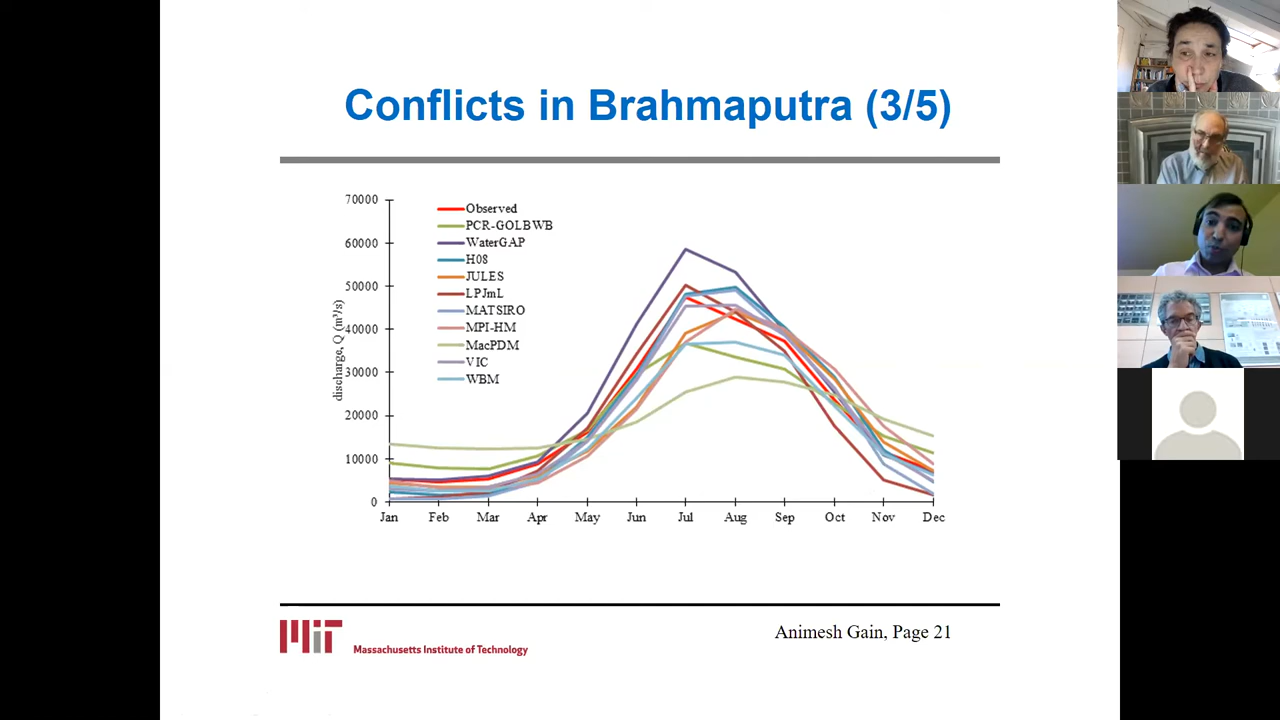 Conflicts in Brahmaputra (3/5)
70000
60000
50000
40000
30000
20000
10000
0
discharge, Q (m³/s)
Observed
PCR-GOLBWB
WaterGAP
H08
JULES
LPJmL
MATSIRO
MPI-HM
MacPDM
VIC
WBM
Jan Feb Mar Apr May Jun Jul Aug Sep Oct Nov Dec
MIT Massachusetts Institute of Technology
Animesh Gain, Page 21